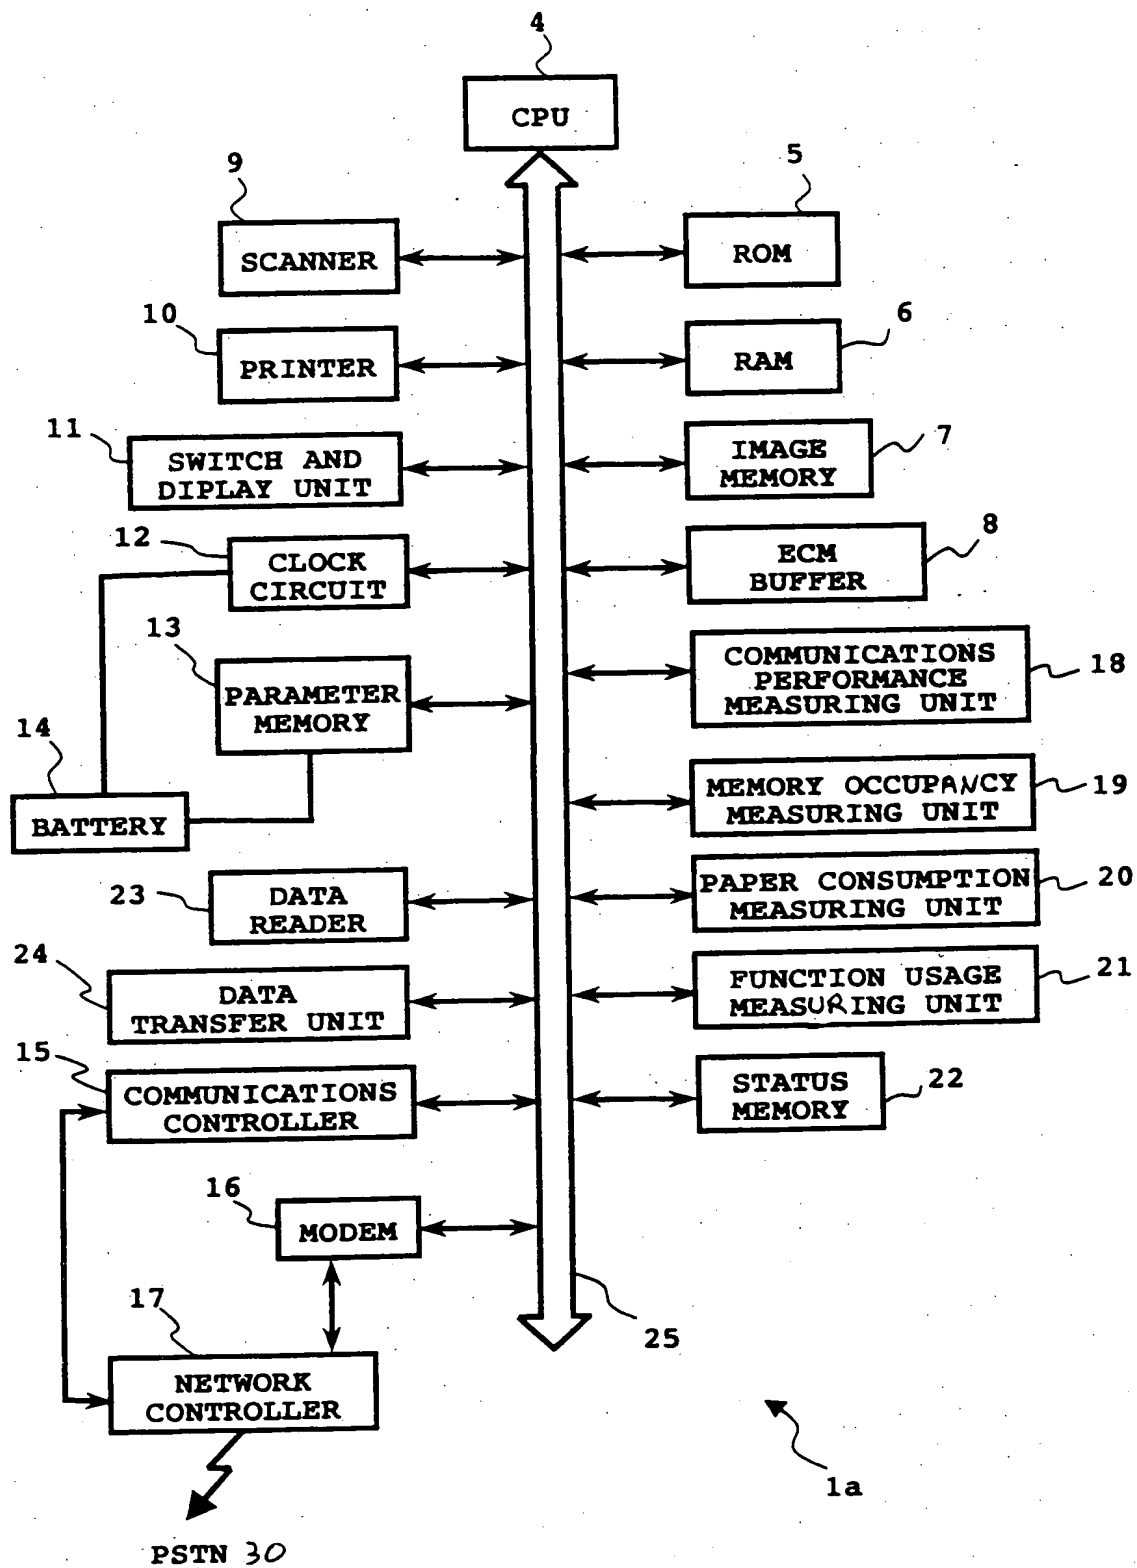 4
CPU
9
SCANNER
5
ROM
10
PRINTER
6
RAM
11
SWITCH AND
DIPLAY UNIT
7
IMAGE
MEMORY
12
CLOCK
CIRCUIT
8
ECM
BUFFER
13
PARAMETER
MEMORY
18
COMMUNICATIONS
PERFORMANCE
MEASURING UNIT
14
BATTERY
19
MEMORY OCCUPANCY
MEASURING UNIT
23
DATA
READER
20
PAPER CONSUMPTION
MEASURING UNIT
24
DATA
TRANSFER UNIT
21
FUNCTION USAGE
MEASURING UNIT
15
COMMUNICATIONS
CONTROLLER
22
STATUS
MEMORY
16
MODEM
17
NETWORK
CONTROLLER
25
1a
PSTN 30